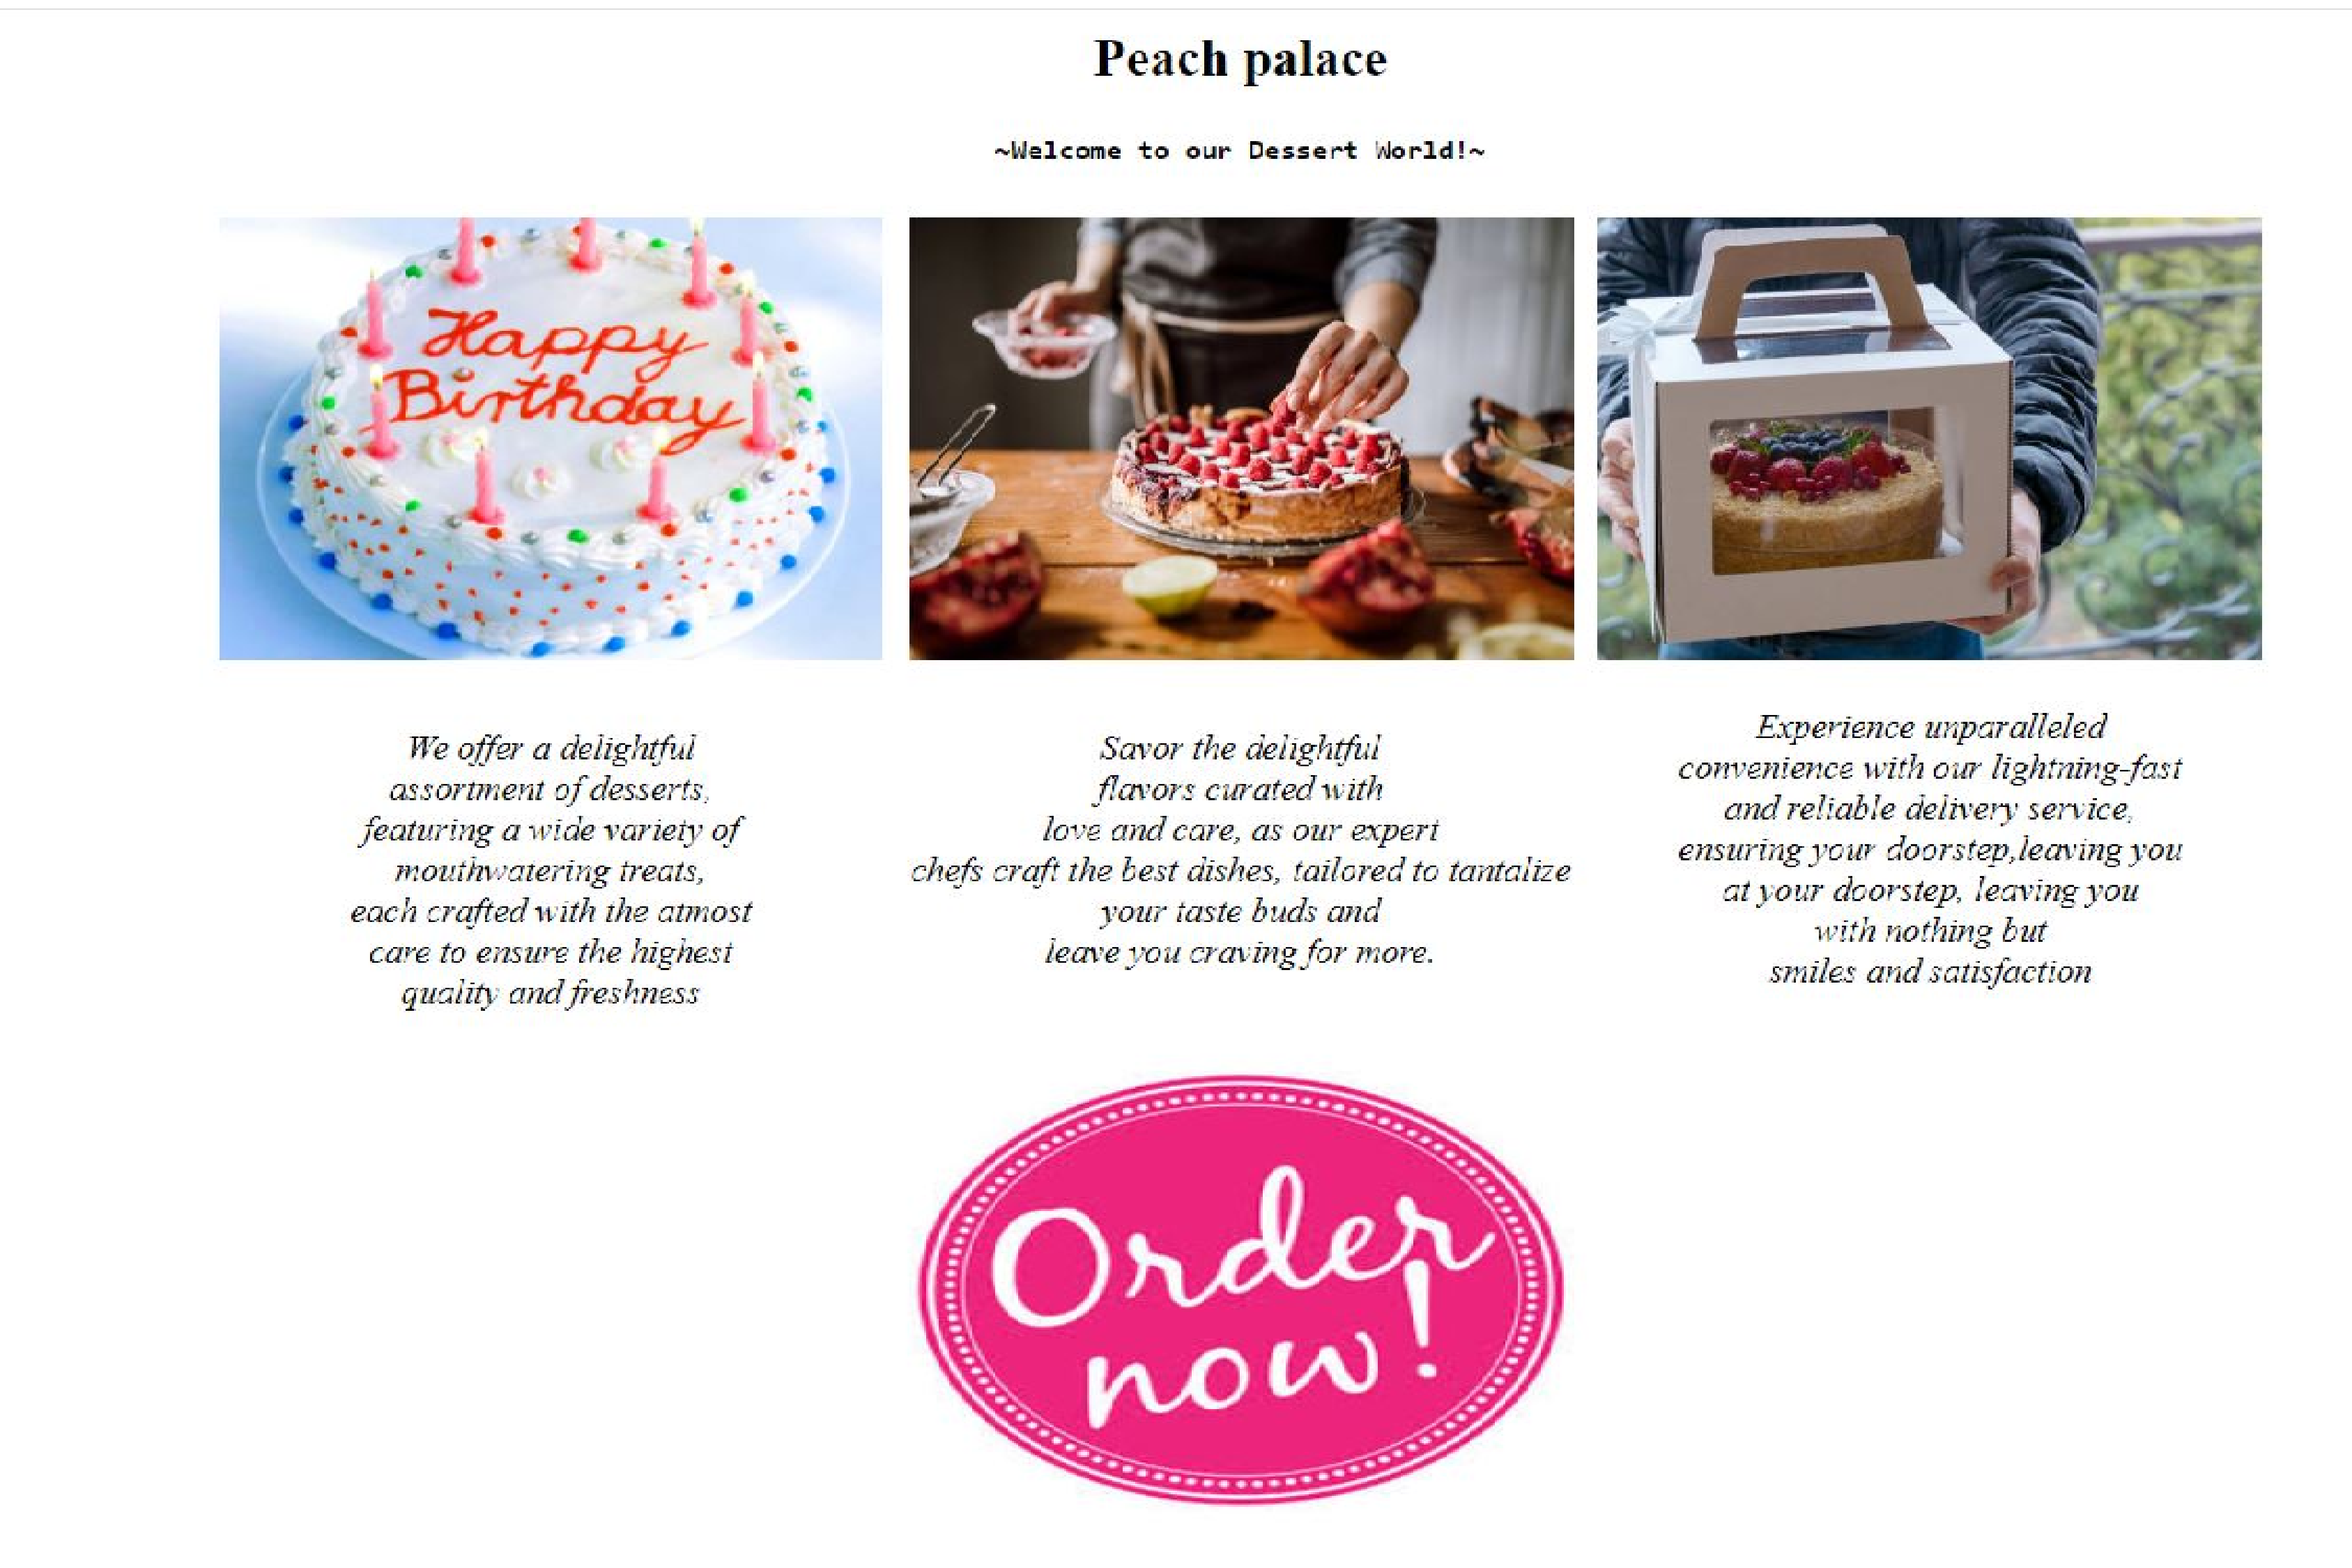 Peach palace
~Welcome to our Dessert World!~
Happy
Birthday
We offer a delightful
assortment of desserts,
featuring a wide variety of
mouthwatering treats,
each crafted with the atmost
care to ensure the highest
quality and freshness
Savor the delightful
flavors curated with
love and care, as our expert
chefs craft the best dishes, tailored to tantalize
your taste buds and
leave you craving for more.
Experience unparalleled
convenience with our lightning-fast
and reliable delivery service,
ensuring your doorstep,leaving you
at your doorstep, leaving you
with nothing but
smiles and satisfaction
Order
now!